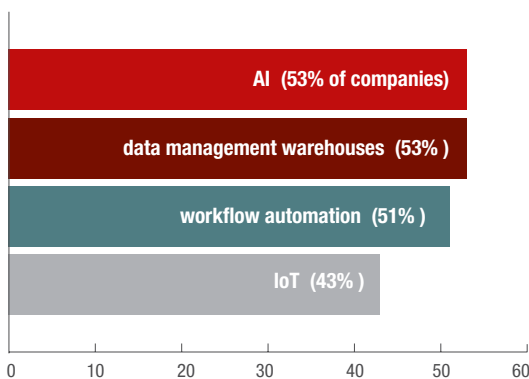 AI (53% of companies)
data management warehouses (53% )
workflow automation (51% )
IoT (43% )
0 10 20 30 40 50 60